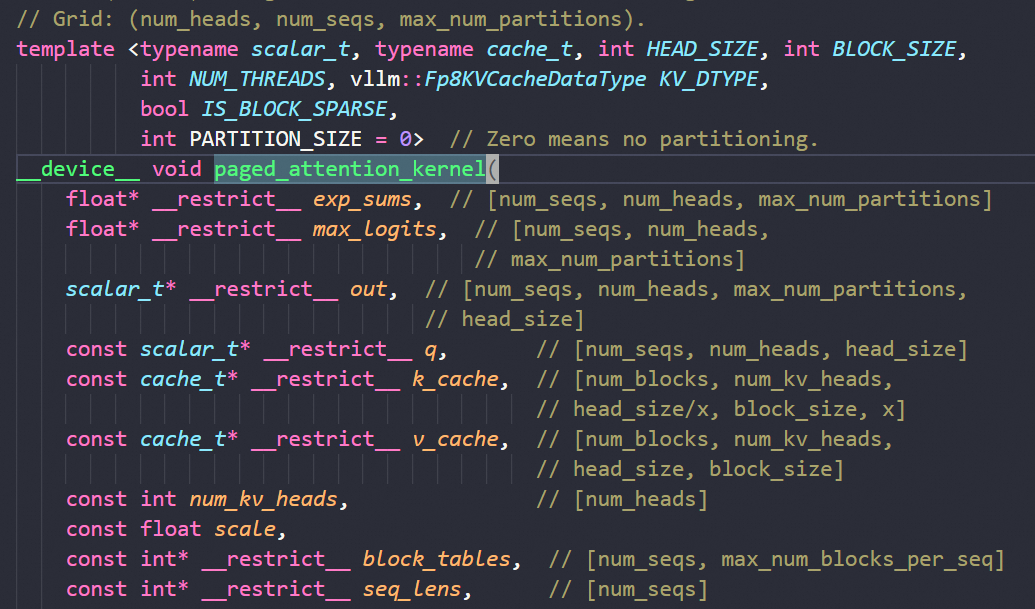 // Grid: (num_heads, num_seqs, max_num_partitions).
template <typename scalar_t, typename cache_t, int HEAD_SIZE, int BLOCK_SIZE,
          int NUM_THREADS, vllm::Fp8KVCacheDataType KV_DTYPE,
          bool IS_BLOCK_SPARSE,
          int PARTITION_SIZE = 0>  // Zero means no partitioning.
__device__ void paged_attention_kernel(
    float* __restrict__ exp_sums,  // [num_seqs, num_heads, max_num_partitions]
    float* __restrict__ max_logits,  // [num_seqs, num_heads,
                                     // max_num_partitions]
    scalar_t* __restrict__ out,  // [num_seqs, num_heads, max_num_partitions,
                                 // head_size]
    const scalar_t* __restrict__ q,       // [num_seqs, num_heads, head_size]
    const cache_t* __restrict__ k_cache,  // [num_blocks, num_kv_heads,
                                          // head_size/x, block_size, x]
    const cache_t* __restrict__ v_cache,  // [num_blocks, num_kv_heads,
                                          // head_size, block_size]
    const int num_kv_heads,               // [num_heads]
    const float scale,
    const int* __restrict__ block_tables,  // [num_seqs, max_num_blocks_per_seq]
    const int* __restrict__ seq_lens,      // [num_seqs]